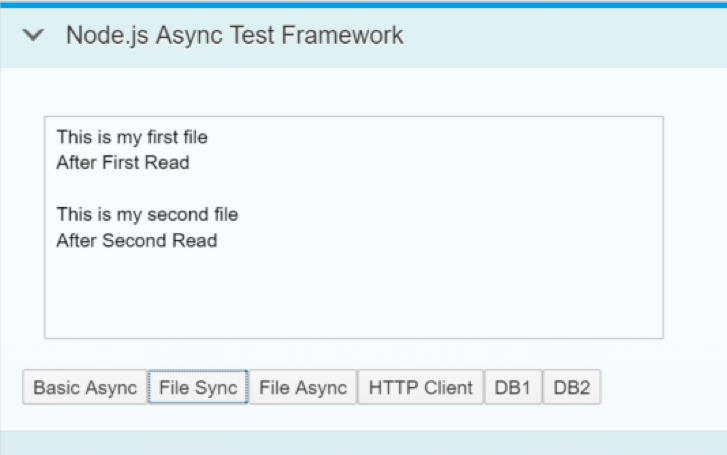 Node.js Async Test Framework
This is my first file
After First Read
This is my second file
After Second Read
Basic Async File Sync File Async HTTP Client DB1 DB2